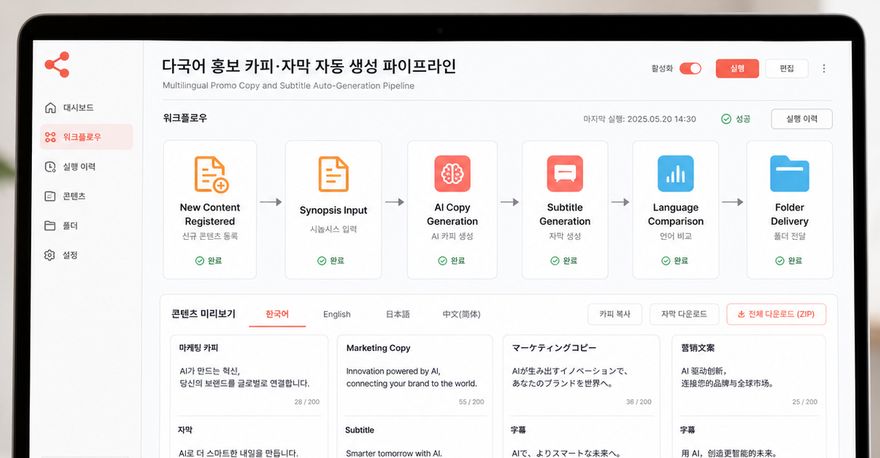 다국어 홍보 카피·자막 자동 생성 파이프라인
Multilingual Promo Copy and Subtitle Auto-Generation Pipeline
활성화
실행
편집
대시보드
워크플로우
실행 이력
콘텐츠
폴더
설정
워크플로우
마지막 실행: 2025.05.20 14:30
성공
실행 이력
New Content
Registered
신규 콘텐츠 등록
완료
Synopsis Input
시놉시스 입력
완료
AI Copy
Generation
AI 카피 생성
완료
Subtitle
Generation
자막 생성
완료
Language
Comparison
언어 비교
완료
Folder
Delivery
폴더 전달
완료
콘텐츠 미리보기
한국어
English
日本語
中文(简体)
카피 복사
자막 다운로드
전체 다운로드 (ZIP)
마케팅 카피
AI가 만드는 혁신,
당신의 브랜드를 글로벌로 연결합니다.
28 / 200
자막
AI로 더 스마트한 내일을 만듭니다.
Marketing Copy
Innovation powered by AI,
connecting your brand to the world.
55 / 200
Subtitle
Smarter tomorrow with AI.
マーケティングコピー
AIが生み出すイノベーションで、
あなたのブランドを世界へ。
36 / 200
字幕
AIで、よりスマートな未来へ。
营销文案
AI 驱动创新，
连接您的品牌与全球市场。
25 / 200
字幕
用 AI，创造更智能的未来。